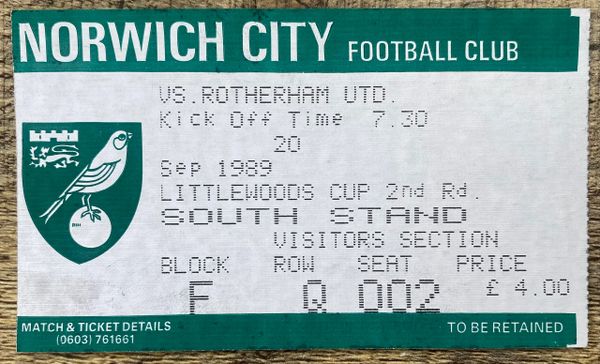 NORWICH CITY FOOTBALL CLUB
VS. ROTHERHAM UTD.
Kick Off Time 7.30
20
Sep 1989
LITTLEWOODS CUP 2nd Rd.
SOUTH STAND
VISITORS SECTION
BLOCK ROW SEAT PRICE
F Q 002 £ 4.00
MATCH & TICKET DETAILS
(0603) 761661
TO BE RETAINED